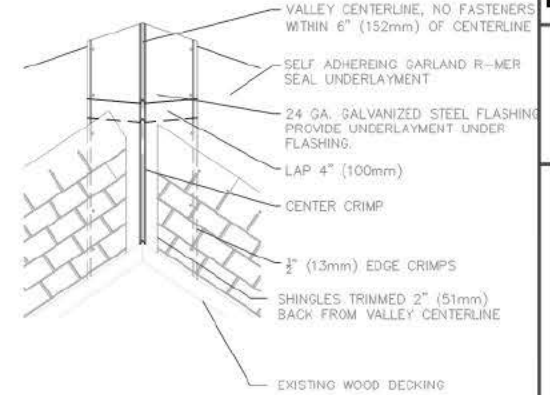 VALLEY CENTERLINE, NO FASTENERS
WITHIN 6" (152mm) OF CENTERLINE
SELF ADHEREING GARLAND R-MER
SEAL UNDERLAYMENT
24 GA. GALVANIZED STEEL FLASHING
PROVIDE UNDERLAYMENT UNDER
FLASHING.
LAP 4" (100mm)
CENTER CRIMP
½" (13mm) EDGE CRIMPS
SHINGLES TRIMMED 2" (51mm)
BACK FROM VALLEY CENTERLINE
EXISTING WOOD DECKING